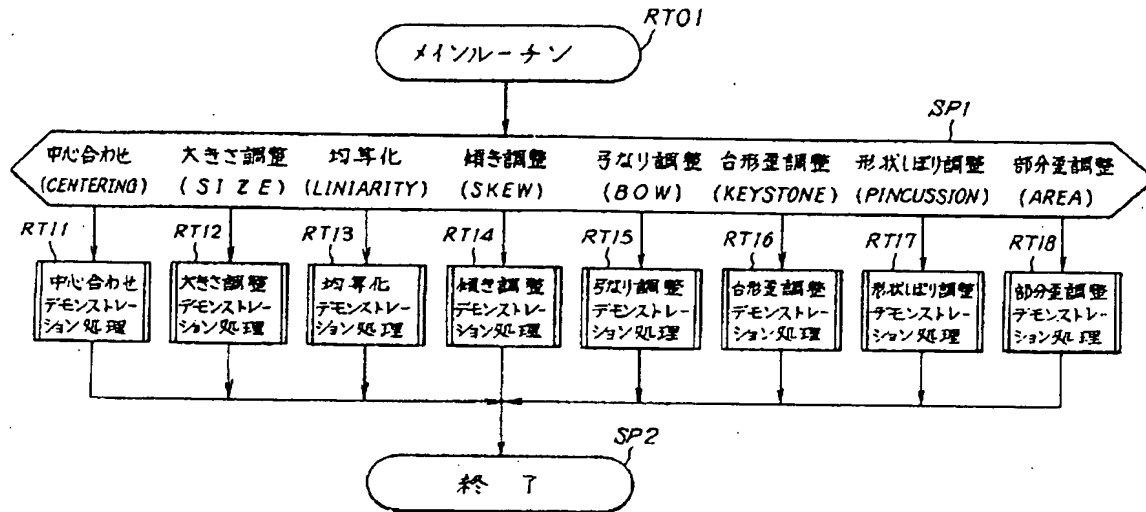 RT01
メインルーチン
SP1
中心合わせ 大きさ調整 均等化 傾き調整 弓なり調整 台形歪調整 形状しぼり調整 部分歪調整
(CENTERING) (SIZE) (LINIARITY) (SKEW) (BOW) (KEYSTONE) (PINCUSSION) (AREA)
RT11 RT12 RT13 RT14 RT15 RT16 RT17 RT18
中心合わせ
デモンストレー
ション処理
大きさ調整
デモンストレー
ション処理
均等化
デモンストレー
ション処理
傾き調整
デモンストレー
ション処理
弓なり調整
デモンストレー
ション処理
台形歪調整
デモンストレー
ション処理
形状しぼり調整
デモンストレー
ション処理
部分歪調整
デモンストレー
ション処理
SP2
終了